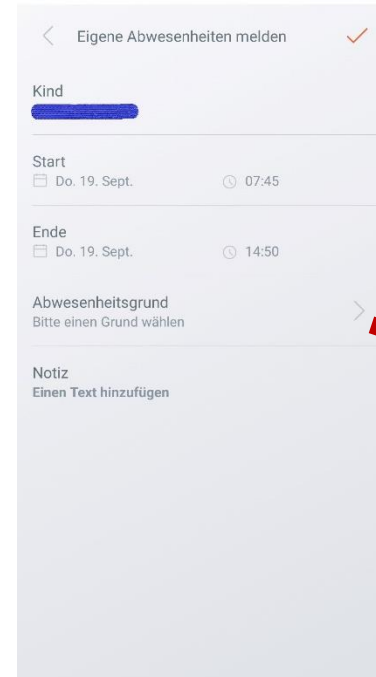 Eigene Abwesenheiten melden
Kind
Start
Do. 19. Sept. 07:45
Ende
Do. 19. Sept. 14:50
Abwesenheitsgrund
Bitte einen Grund wählen
Notiz
Einen Text hinzufügen